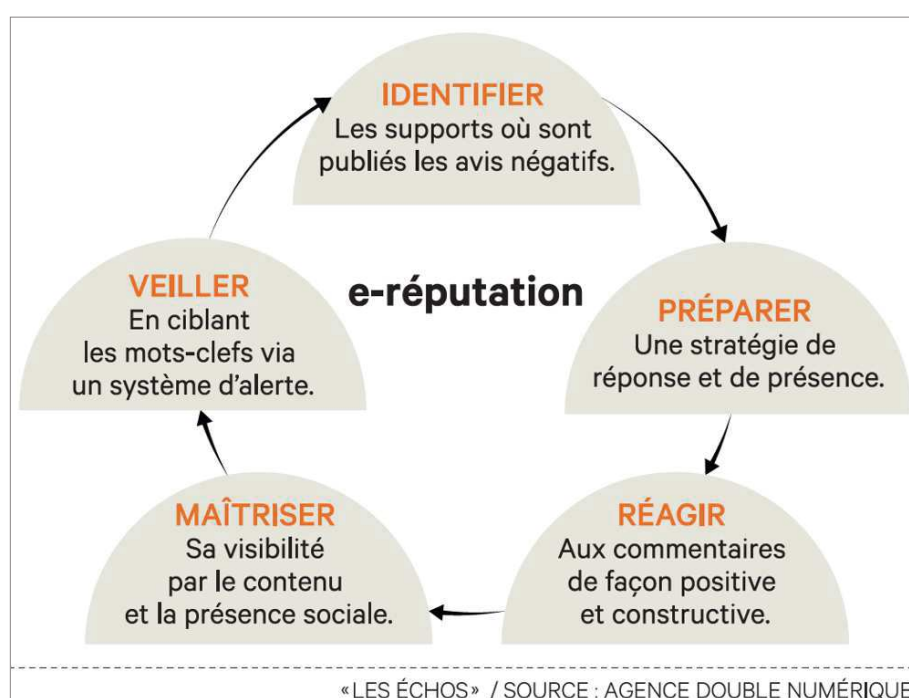 IDENTIFIER
Les supports où sont
publiés les avis négatifs.
e-réputation
PRÉPARER
Une stratégie de
réponse et de présence.
RÉAGIR
Aux commentaires
de façon positive
et constructive.
MAÎTRISER
Sa visibilité
par le contenu
et la présence sociale.
VEILLER
En ciblant
les mots-clefs via
un système d'alerte.
«LES ÉCHOS» / SOURCE : AGENCE DOUBLE NUMÉRIQUE